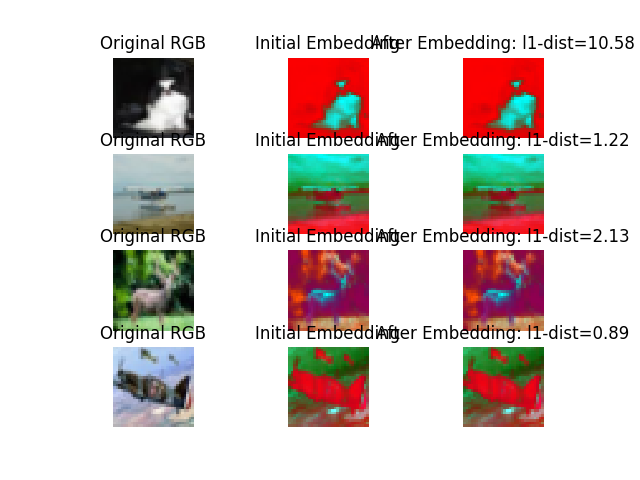 Original RGB Initial Embedding After Embedding: l1-dist=10.58
Original RGB Initial Embedding After Embedding: l1-dist=1.22
Original RGB Initial Embedding After Embedding: l1-dist=2.13
Original RGB Initial Embedding After Embedding: l1-dist=0.89